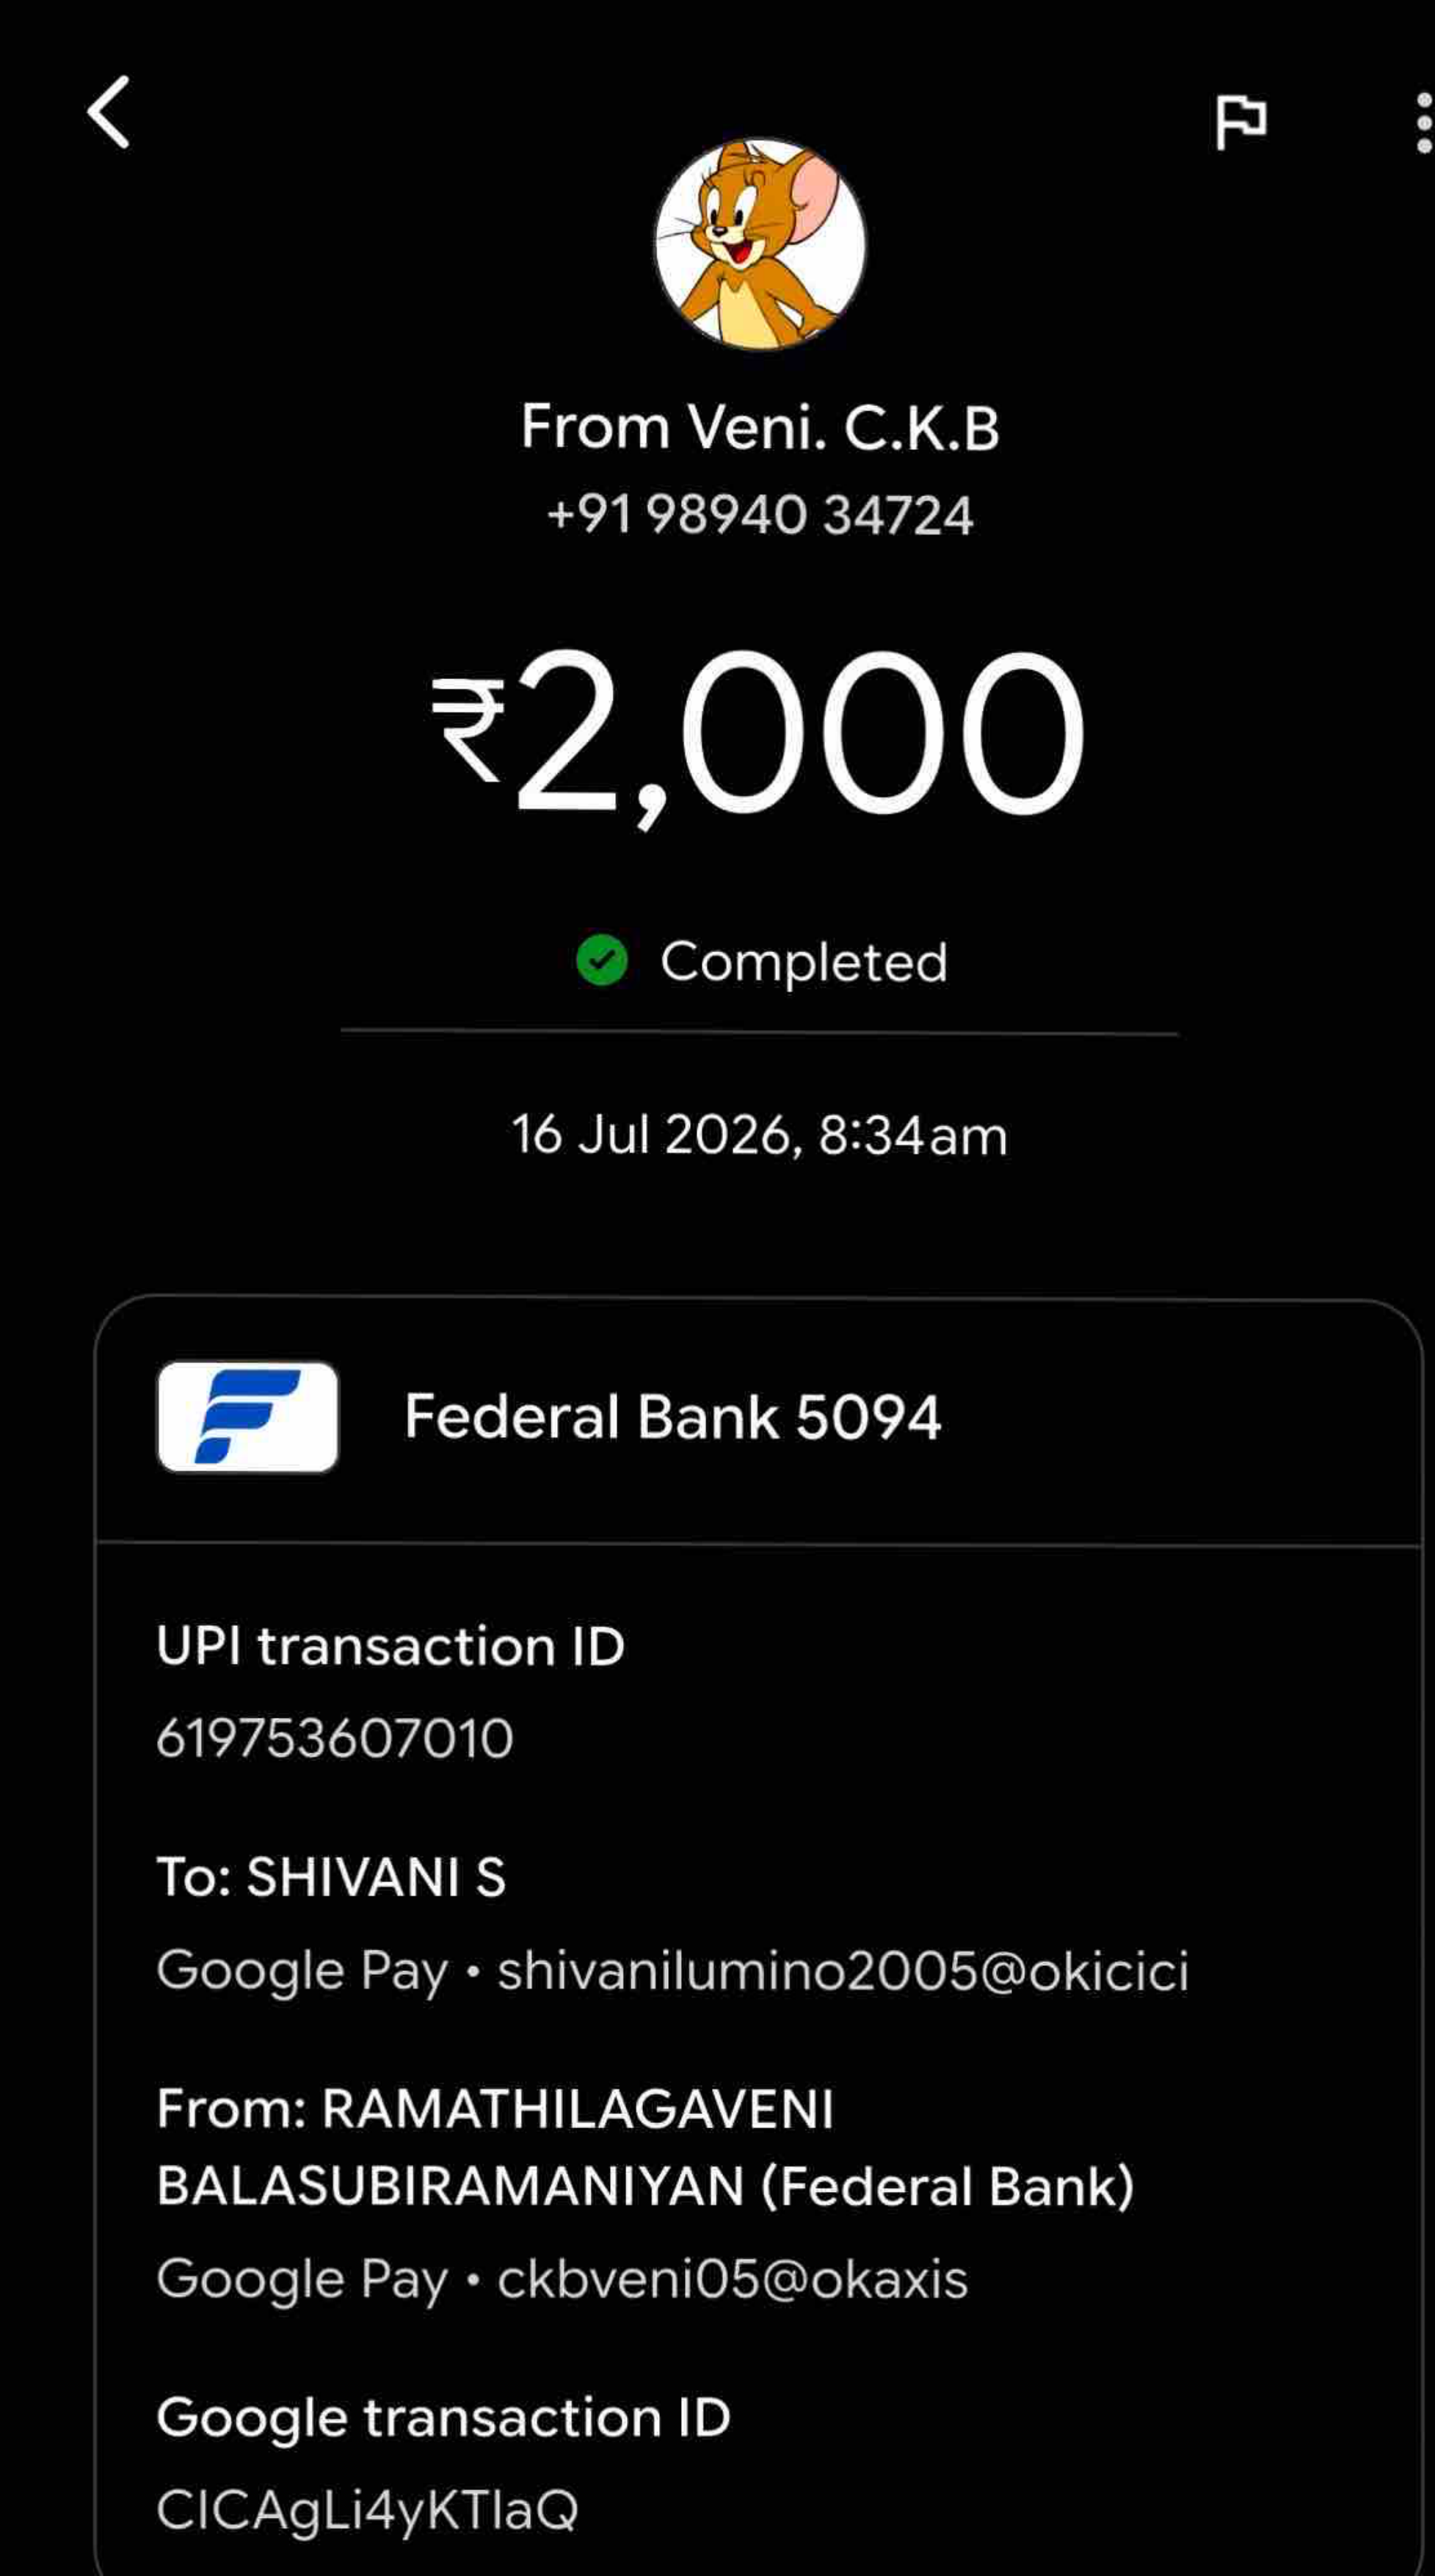 From Veni. C.K.B
+91 98940 34724
₹2,000
Completed
16 Jul 2026, 8:34am
Federal Bank 5094
UPI transaction ID
619753607010
To: SHIVANI S
Google Pay • shivanilumino2005@okicici
From: RAMATHILAGAVENI
BALASUBIRAMANIYAN (Federal Bank)
Google Pay • ckbveni05@okaxis
Google transaction ID
CICAgLi4yKTlaQ